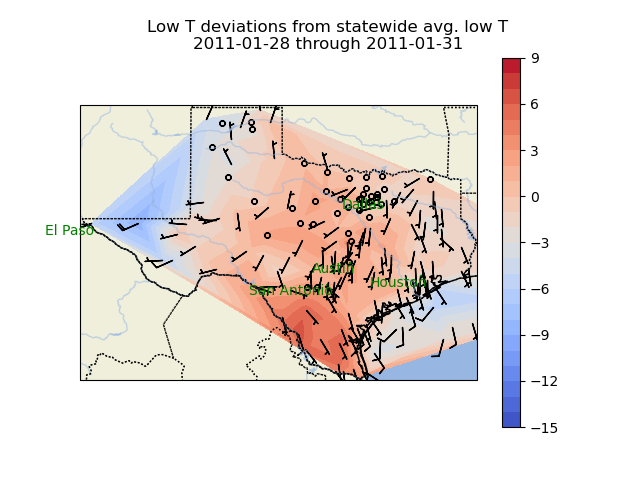 Low T deviations from statewide avg. low T
2011-01-28 through 2011-01-31
9
6
3
0
−3
−6
−9
−12
−15
Dallas
El Paso
Austin
Houston
San Antonio